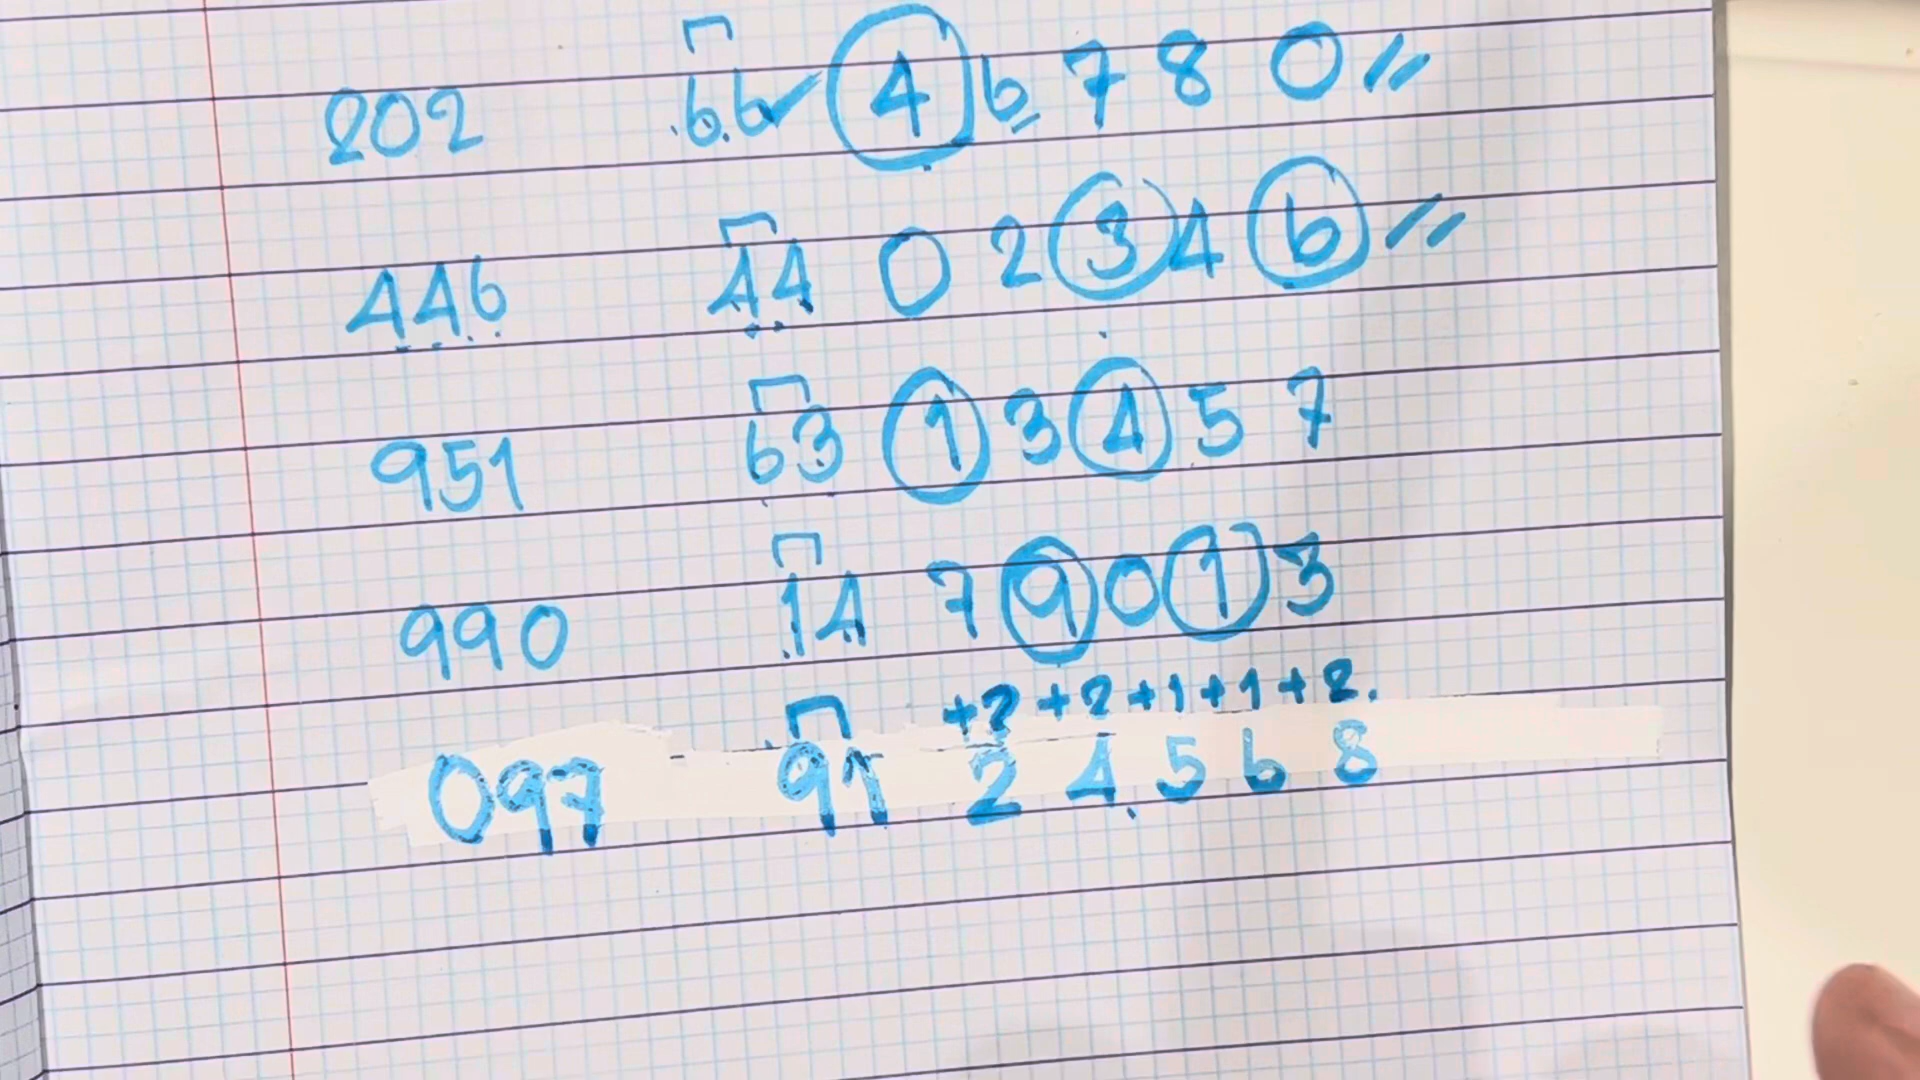 202 66✓ 4 6 7 8 0 //
446 44 0 2 3 4 6 //
951 63 1 3 4 5 7
990 14 7 9 0 1 3
+2 +2 +1 +1 +2
097 91 2 4 5 6 8